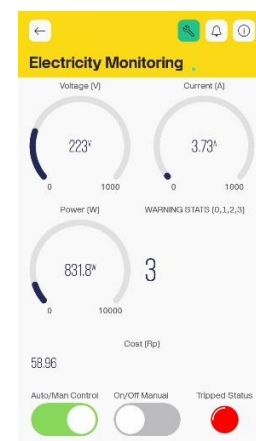 Electricity Monitoring
Voltage (V) Current (A)
223V 3.73A
0 1000 0 1000
Power (W) WARNING STATS (0,1,2,3)
831.8W 3
0 10000
Cost (Rp)
58.96
Auto/Man Control On/Off Manual Tripped Status